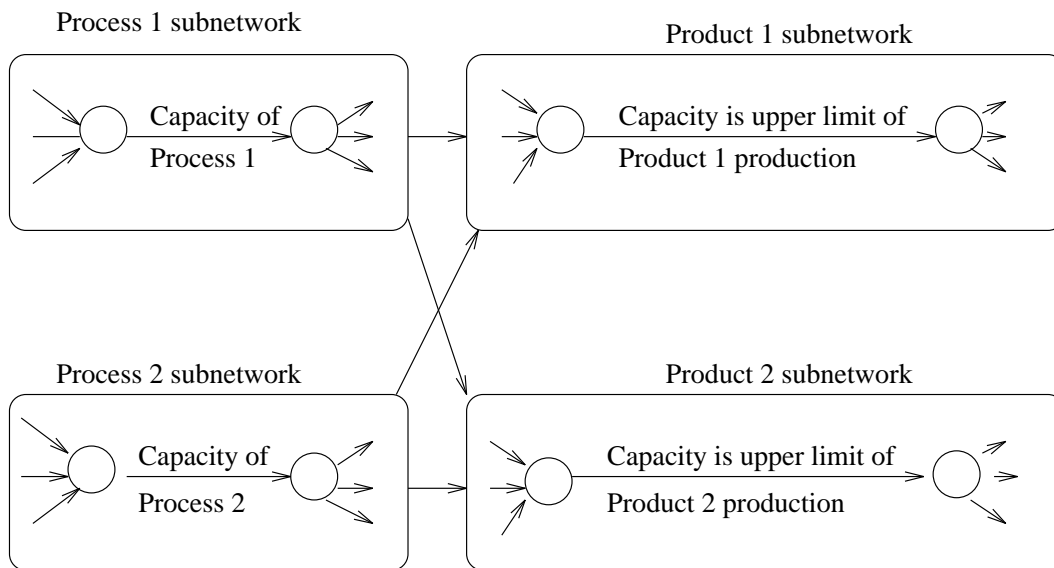 Process 1 subnetwork
Product 1 subnetwork
Capacity of
Process 1
Capacity is upper limit of
Product 1 production
Process 2 subnetwork
Product 2 subnetwork
Capacity of
Process 2
Capacity is upper limit of
Product 2 production